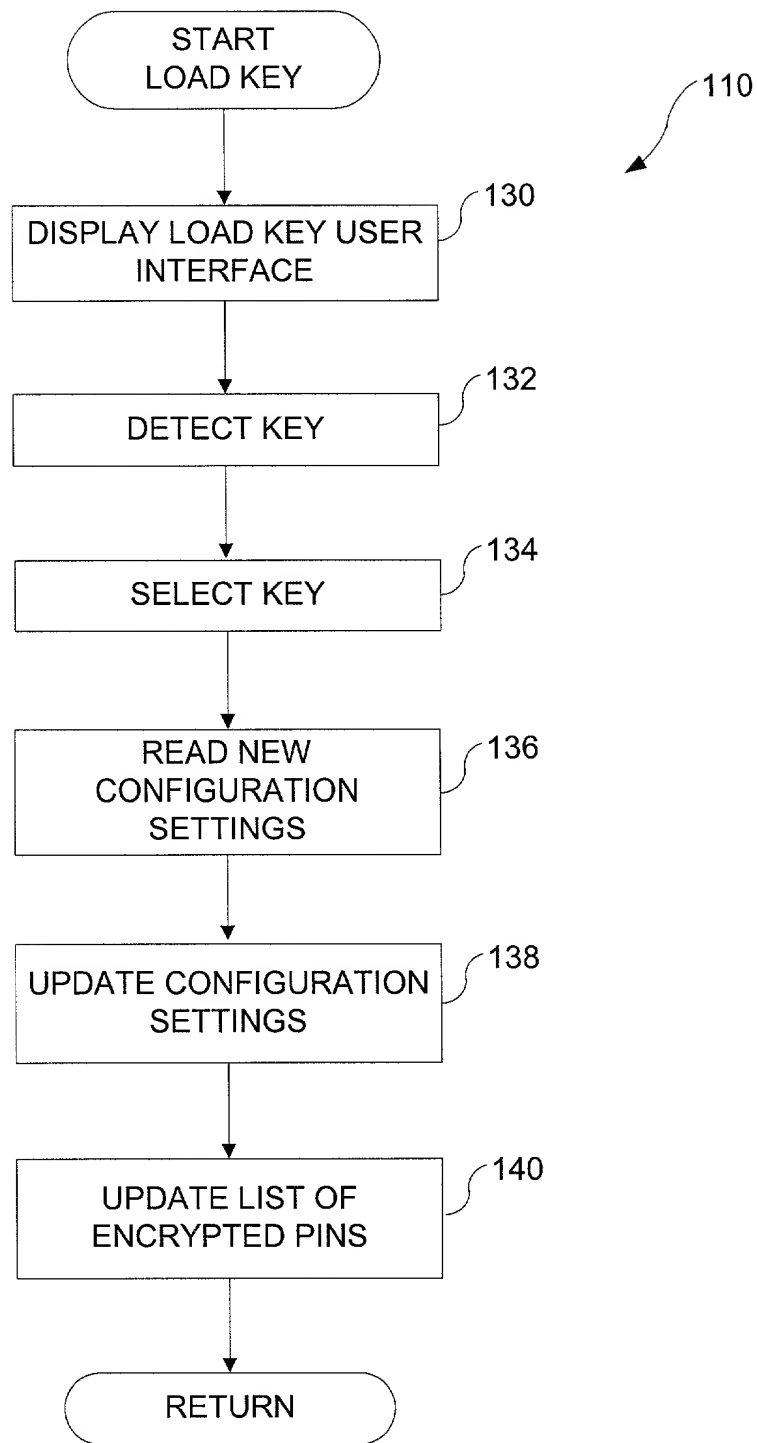 START
LOAD KEY
110
130
DISPLAY LOAD KEY USER
INTERFACE
132
DETECT KEY
134
SELECT KEY
136
READ NEW
CONFIGURATION
SETTINGS
138
UPDATE CONFIGURATION
SETTINGS
140
UPDATE LIST OF
ENCRYPTED PINS
RETURN